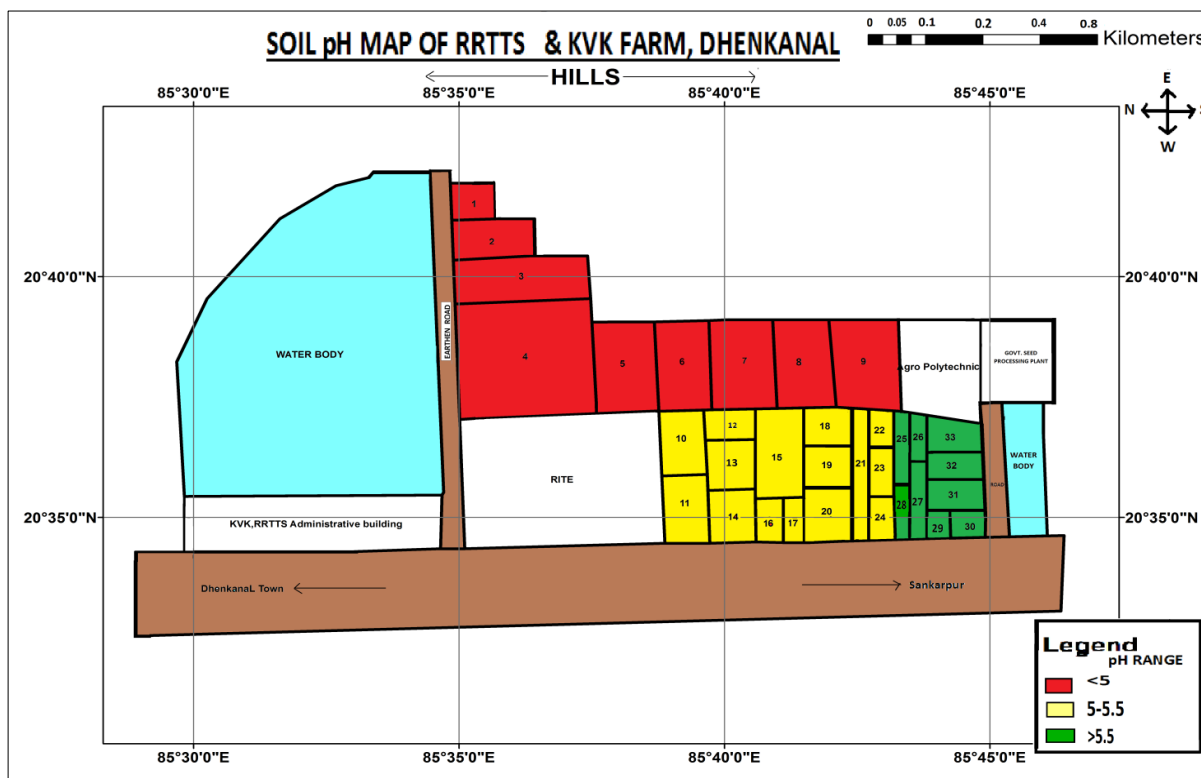 SOIL pH MAP OF RRTTS & KVK FARM, DHENKANAL
0 0.05 0.1 0.2 0.4 0.8
Kilometers
HILLS
85°30'0"E 85°35'0"E 85°40'0"E 85°45'0"E
E
N S
W
1
2
20°40'0"N 3 20°40'0"N
EARTHEN ROAD
WATER BODY
4 5 6 7 8 9
Agro Polytechnic
GOVT. SEED
PROCESSING PLANT
10 12 15 18 21 22 25 26 33
13 19 23 32
RITE
WATER
BODY
ROAD
11 14 16 17 20 24 28 27 31
29 30
20°35'0"N 20°35'0"N
KVK,RRTTS Administrative building
DhenkanaL Town
Sankarpur
Legend
pH RANGE
<5
5-5.5
>5.5
85°30'0"E 85°35'0"E 85°40'0"E 85°45'0"E